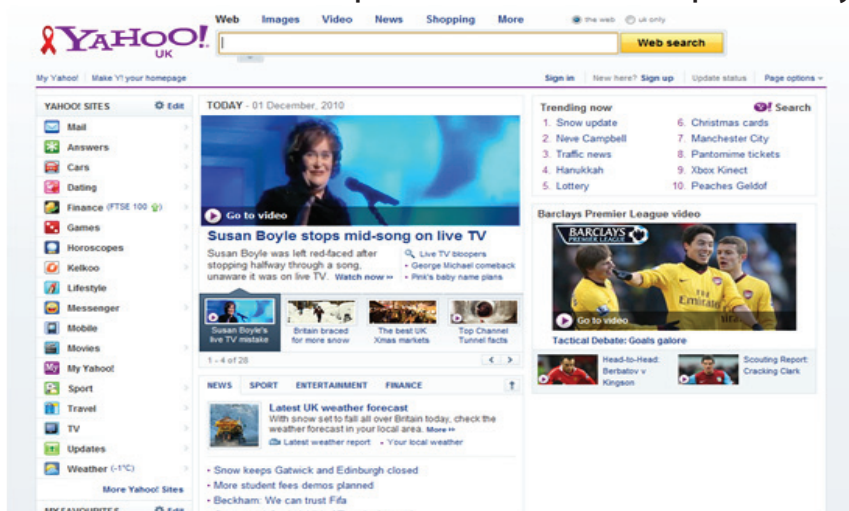 Web Images Video News Shopping More
the web uk only
YAHOO!
UK
Web search
My Yahoo! Make Y! your homepage
Sign in New here? Sign up Update status Page options
YAHOO! SITES Edit
Mail
Answers
Cars
Dating
Finance (FTSE 100)
Games
Horoscopes
Kelkoo
Lifestyle
Messenger
Mobile
Movies
My Yahoo!
Sport
Travel
TV
Updates
Weather (-1°C)
More Yahoo! Sites
MY FAVOURITES Edit
TODAY - 01 December, 2010
Go to video
Susan Boyle stops mid-song on live TV
Susan Boyle was left red-faced after
stopping halfway through a song,
unaware it was on live TV. Watch now »
Live TV bloopers
• George Michael comeback
• Pink's baby name plans
Susan Boyle's
live TV mistake
Britain braced
for more snow
The best UK
Xmas markets
Top Channel
Tunnel facts
1 - 4 of 28
NEWS SPORT ENTERTAINMENT FINANCE
Latest UK weather forecast
With snow set to fall all over Britain today, check the
weather forecast in your local area. More »
Latest weather report • Your local weather
• Snow keeps Gatwick and Edinburgh closed
• More student fees demos planned
• Beckham: We can trust Fifa
Trending now
Y! Search
1. Snow update
2. Neve Campbell
3. Traffic news
4. Hanukkah
5. Lottery
6. Christmas cards
7. Manchester City
8. Pantomime tickets
9. Xbox Kinect
10. Peaches Geldof
Barclays Premier League video
BARCLAYS
PREMIER LEAGUE
Emirates
Go to video
Tactical Debate: Goals galore
Head-to-Head:
Berbatov v
Kingson
Scouting Report:
Cracking Clark